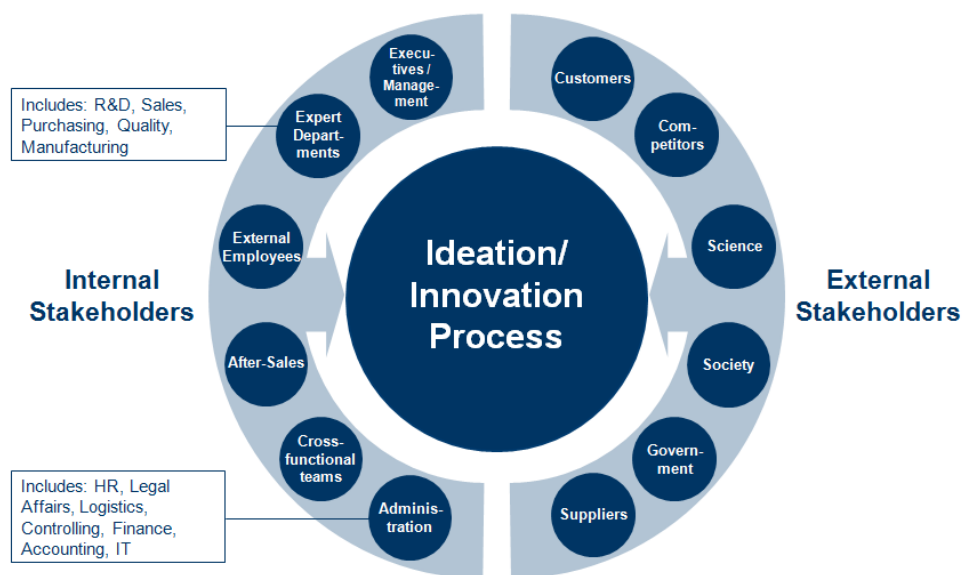 Execu-
tives /
Manage-
ment
Customers
Includes: R&D, Sales,
Purchasing, Quality,
Manufacturing
Expert
Depart-
ments
Com-
petitors
External
Employees
Science
Internal
Stakeholders
Ideation/
Innovation
Process
External
Stakeholders
After-Sales
Society
Cross-
functional
teams
Govern-
ment
Includes: HR, Legal
Affairs, Logistics,
Controlling, Finance,
Accounting, IT
Adminis-
tration
Suppliers